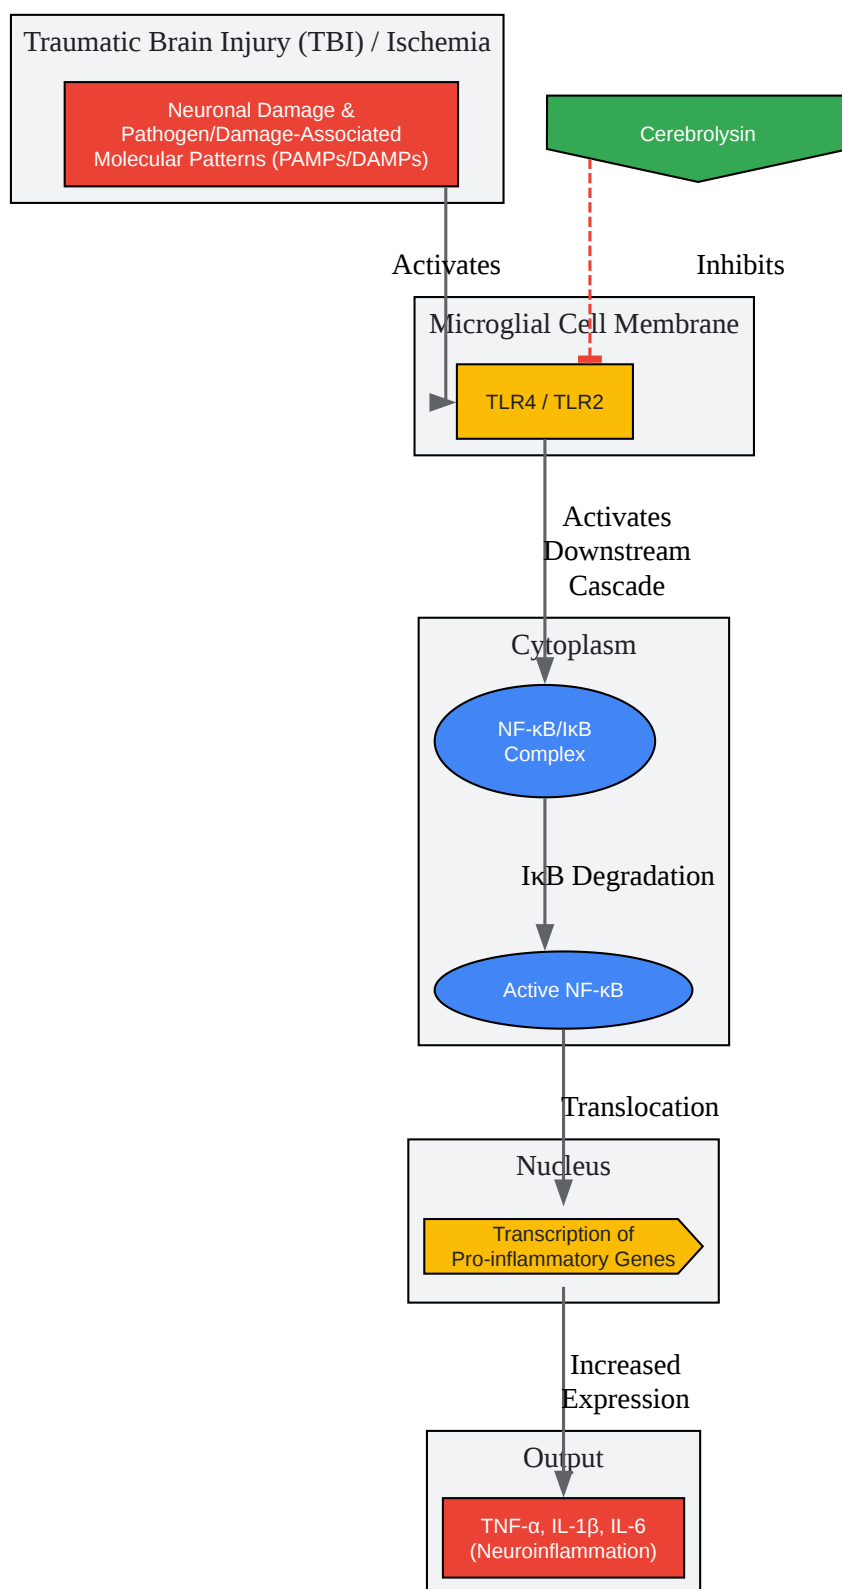 Traumatic Brain Injury (TBI) / Ischemia
Neuronal Damage &
Pathogen/Damage-Associated
Molecular Patterns (PAMPs/DAMPs)
Cerebrolysin
Activates
Inhibits
Microglial Cell Membrane
TLR4 / TLR2
Activates
Downstream
Cascade
Cytoplasm
NF-κB/IκB
Complex
IκB Degradation
Active NF-κB
Translocation
Nucleus
Transcription of
Pro-inflammatory Genes
Increased
Expression
Output
TNF-α, IL-1β, IL-6
(Neuroinflammation)